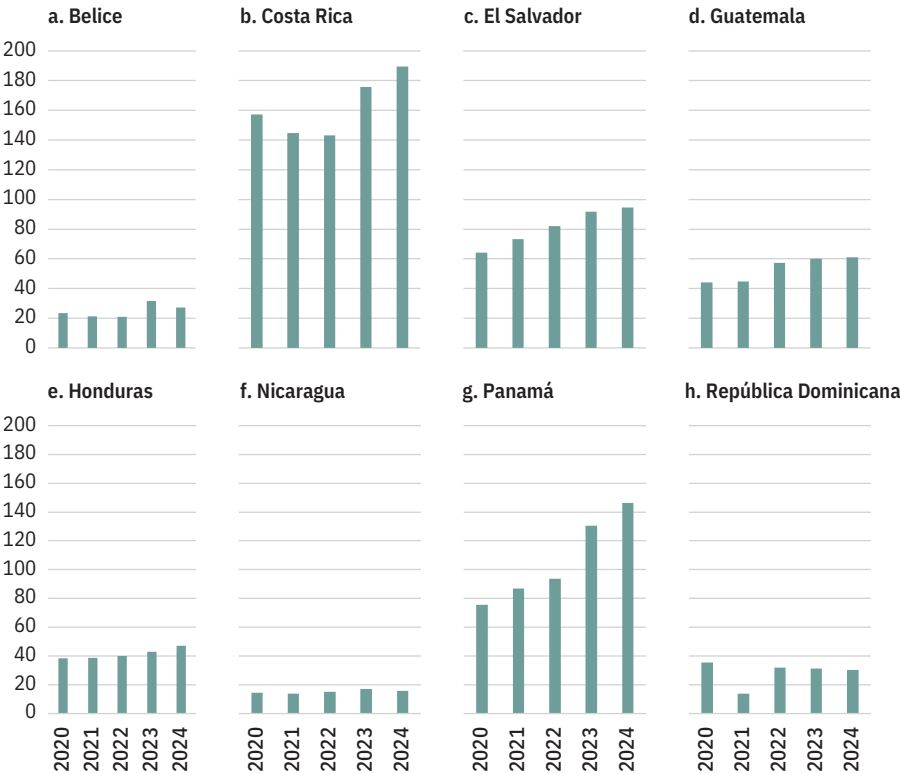 a. Belice
b. Costa Rica
c. El Salvador
d. Guatemala
200
180
160
140
120
100
80
60
40
20
0
e. Honduras
f. Nicaragua
g. Panamá
h. República Dominicana
200
180
160
140
120
100
80
60
40
20
0
2020 2021 2022 2023 2024
2020 2021 2022 2023 2024
2020 2021 2022 2023 2024
2020 2021 2022 2023 2024